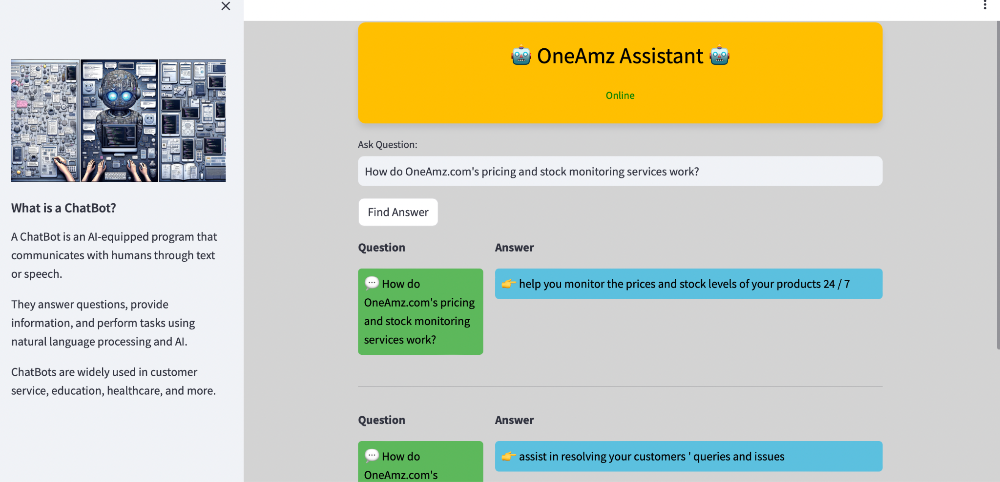 What is a ChatBot?
A ChatBot is an AI-equipped program that
communicates with humans through text
or speech.
They answer questions, provide
information, and perform tasks using
natural language processing and AI.
ChatBots are widely used in customer
service, education, healthcare, and more.
OneAmz Assistant
Online
Ask Question:
How do OneAmz.com's pricing and stock monitoring services work?
Find Answer
Question
Answer
How do
OneAmz.com's pricing
and stock monitoring
services work?
help you monitor the prices and stock levels of your products 24 / 7
Question
Answer
How do
OneAmz.com's
assist in resolving your customers ' queries and issues